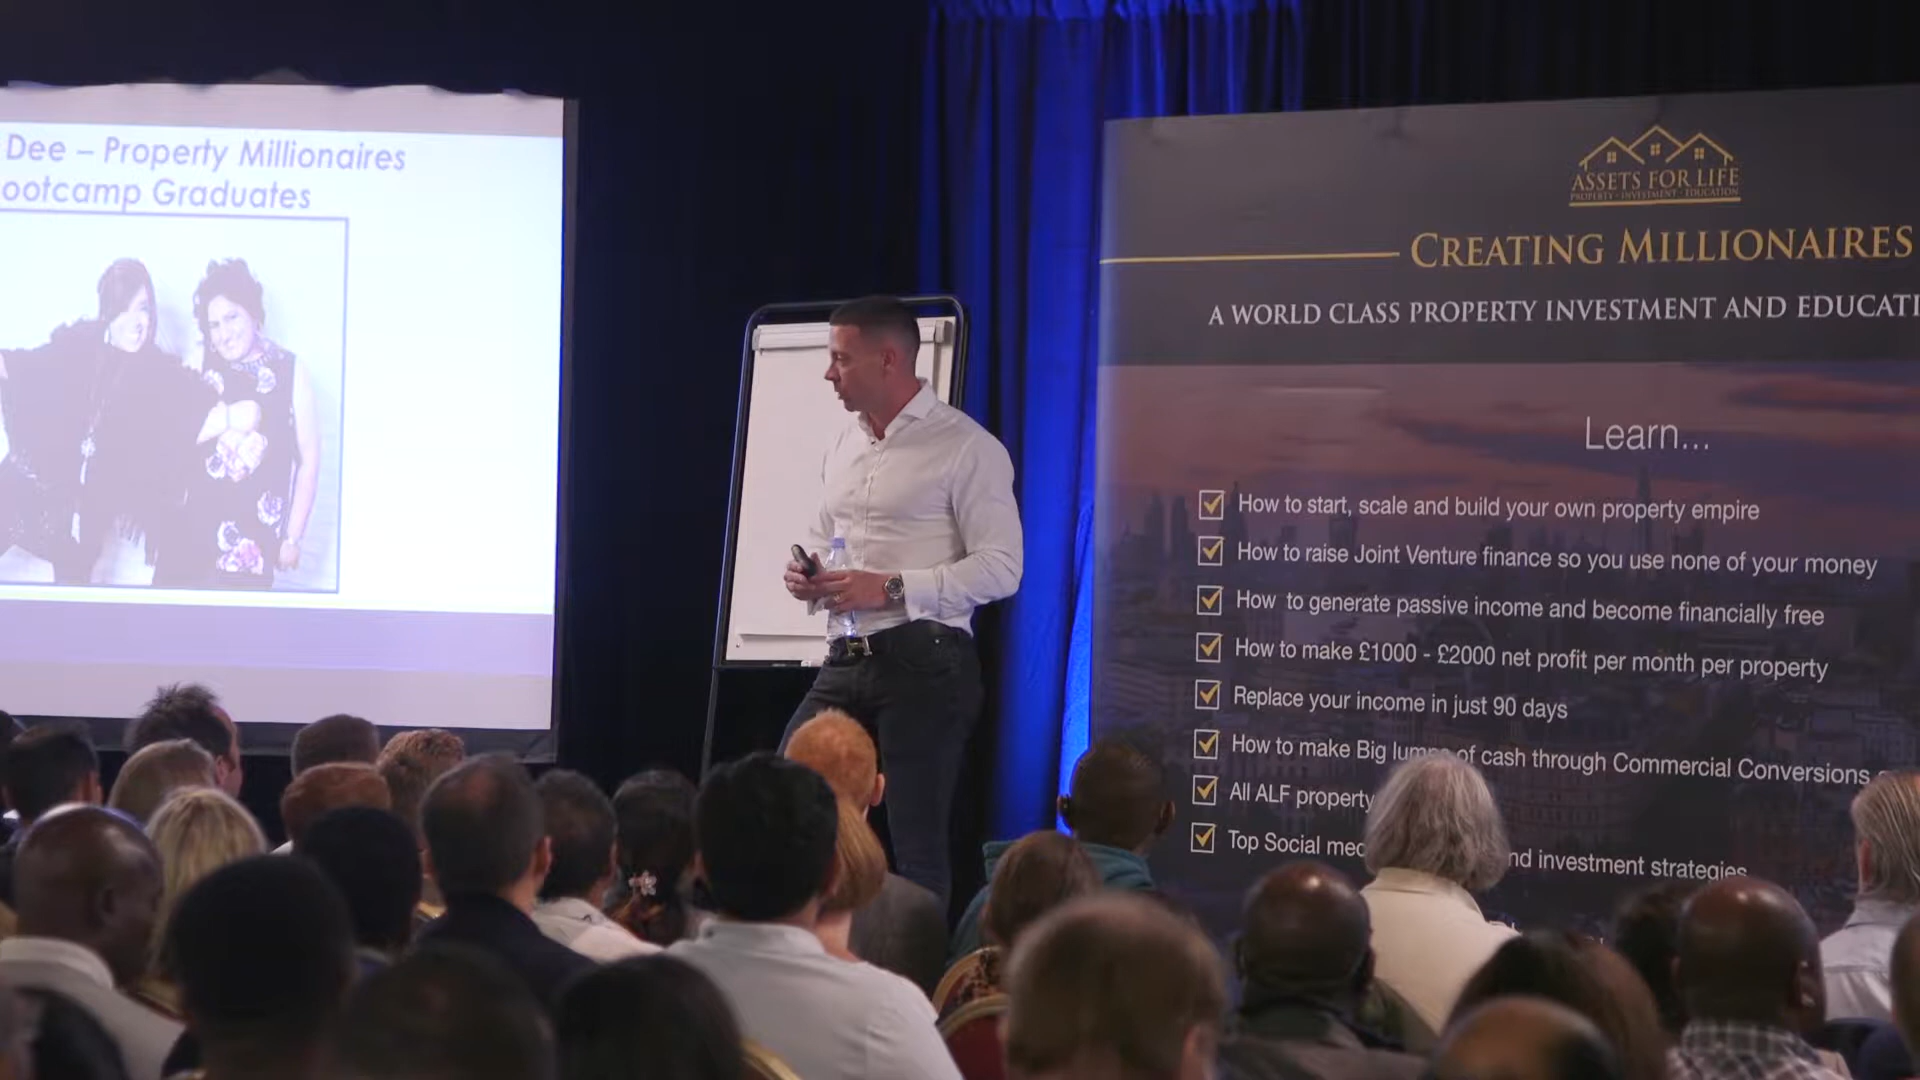 Dee – Property Millionaires
ootcamp Graduates
ASSETS FOR LIFE
PROPERTY · INVESTMENT · EDUCATION
CREATING MILLIONAIRES
A WORLD CLASS PROPERTY INVESTMENT AND EDUCATI
Learn...
How to start, scale and build your own property empire
How to raise Joint Venture finance so you use none of your money
How to generate passive income and become financially free
How to make £1000 - £2000 net profit per month per property
Replace your income in just 90 days
How to make Big lumps of cash through Commercial Conversions
All ALF property
Top Social med
nd investment strategies